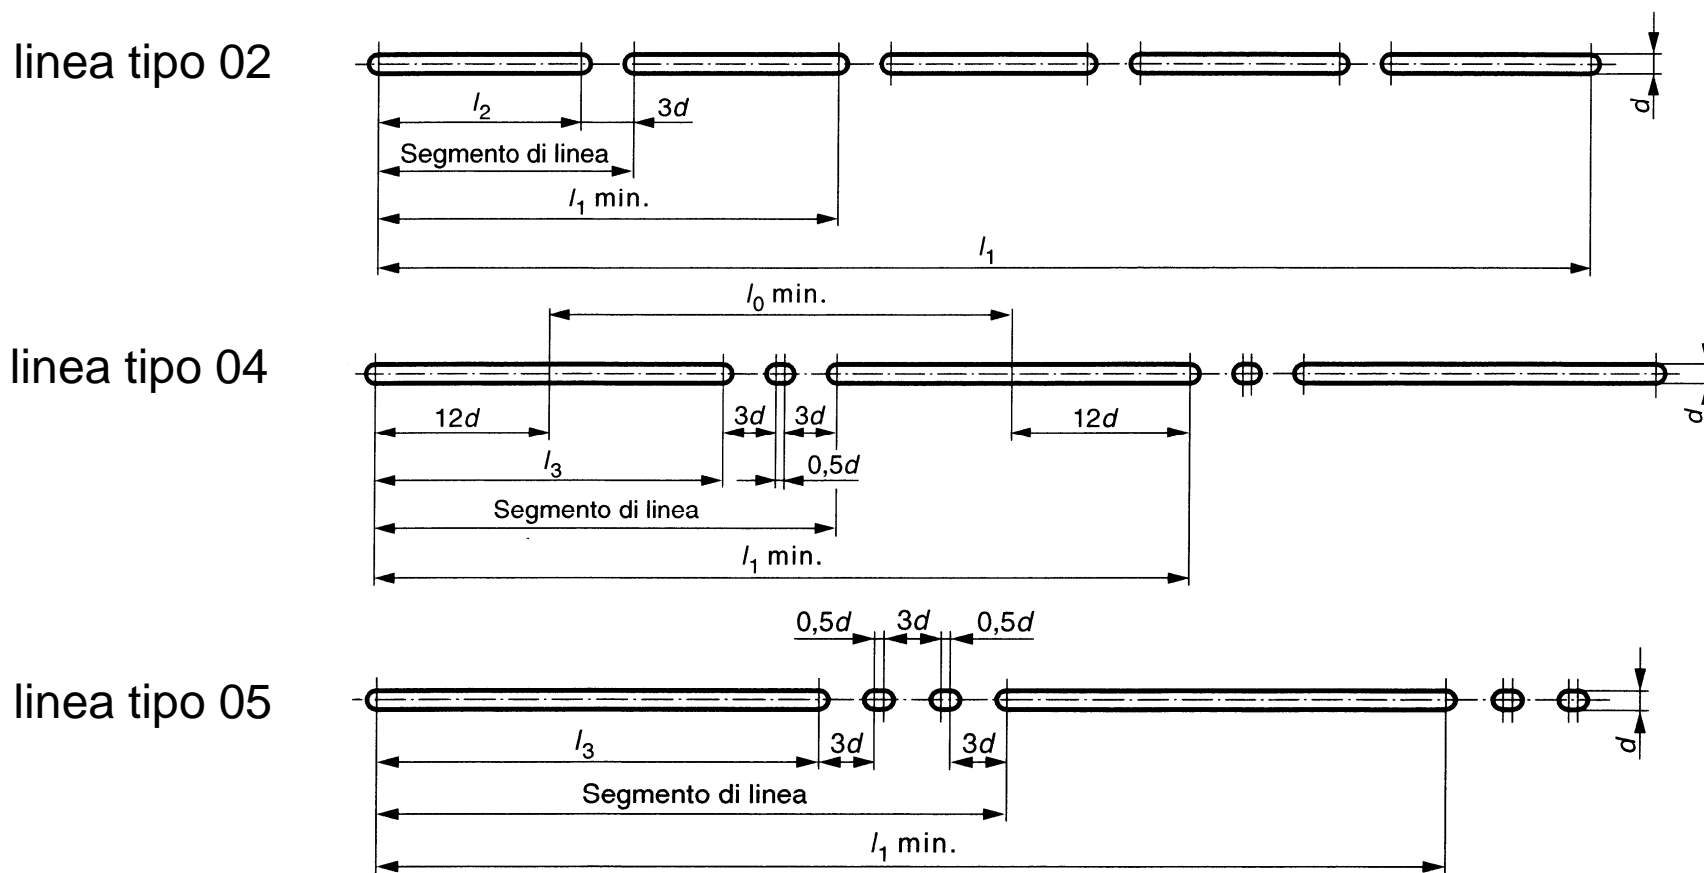 linea tipo 02
l2 3d
d
Segmento di linea
l1 min.
l1
l0 min.
linea tipo 04
12d 3d 3d 12d
d
l3 0,5d
Segmento di linea
l1 min.
0,5d 3d 0,5d
linea tipo 05
l3 3d 3d
d
Segmento di linea
l1 min.